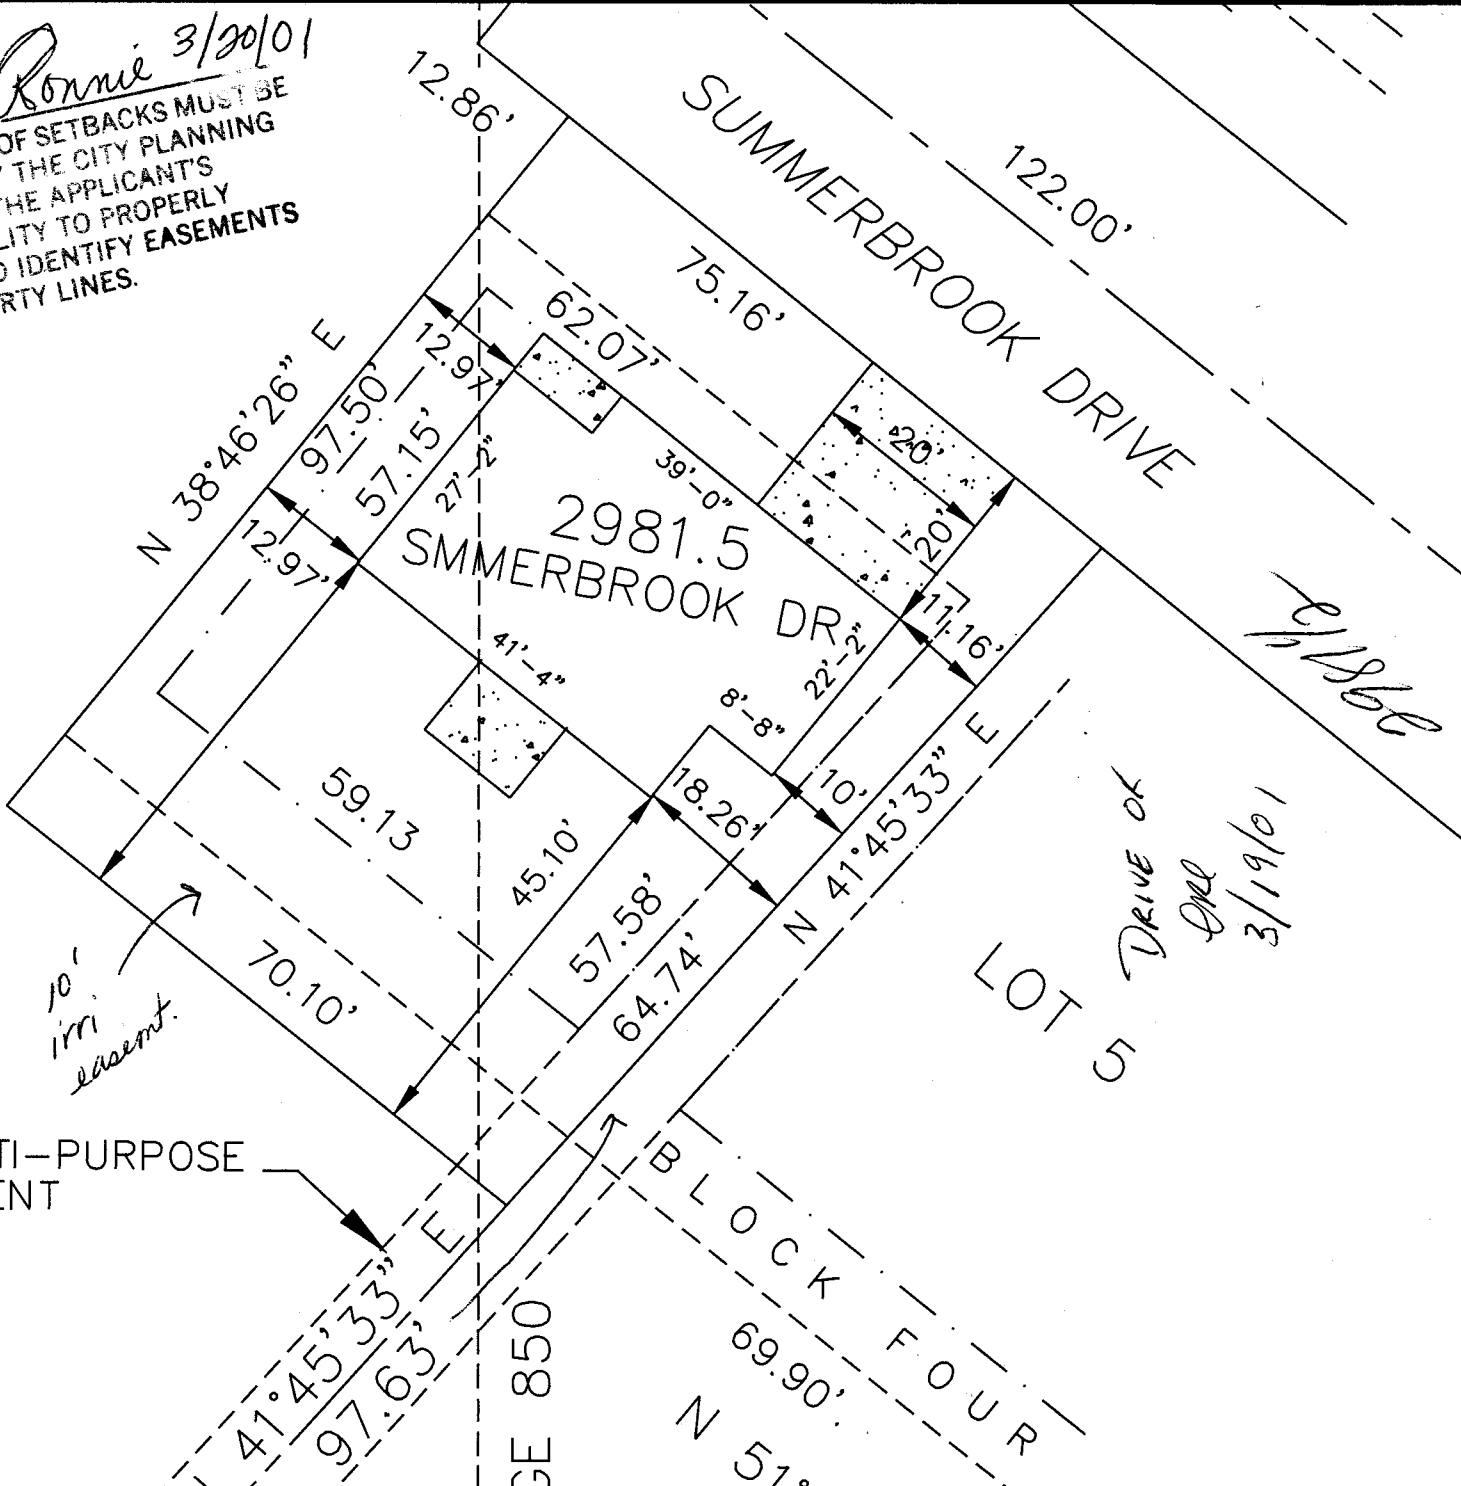 Ronnie 3/20/01
OF SETBACKS MUST BE
THE CITY PLANNING
THE APPLICANT'S
LITY TO PROPERLY
D IDENTIFY EASEMENTS
RTY LINES.
12.86'
SUMMERBROOK DRIVE
122.00'
75.16'
62.07'
12.97'
N 38°46'26" E
97.50'
57.15'
27'-2"
39'-0"
20'
20'
2981.5
SMMERBROOK DR.
12.97'
11.16'
22'-2"
41'-4"
8'-8"
10'
18.26'
N 41°45'33" E
59.13
45.10'
57.58'
64.74'
70.10'
10'
irri
easemt.
DRIVE OK
3/19/01
LOT 5
TI-PURPOSE
ENT
E
41°45'33"
97.63'
GE 850
BLOCK FOUR
69.90'
N 51°